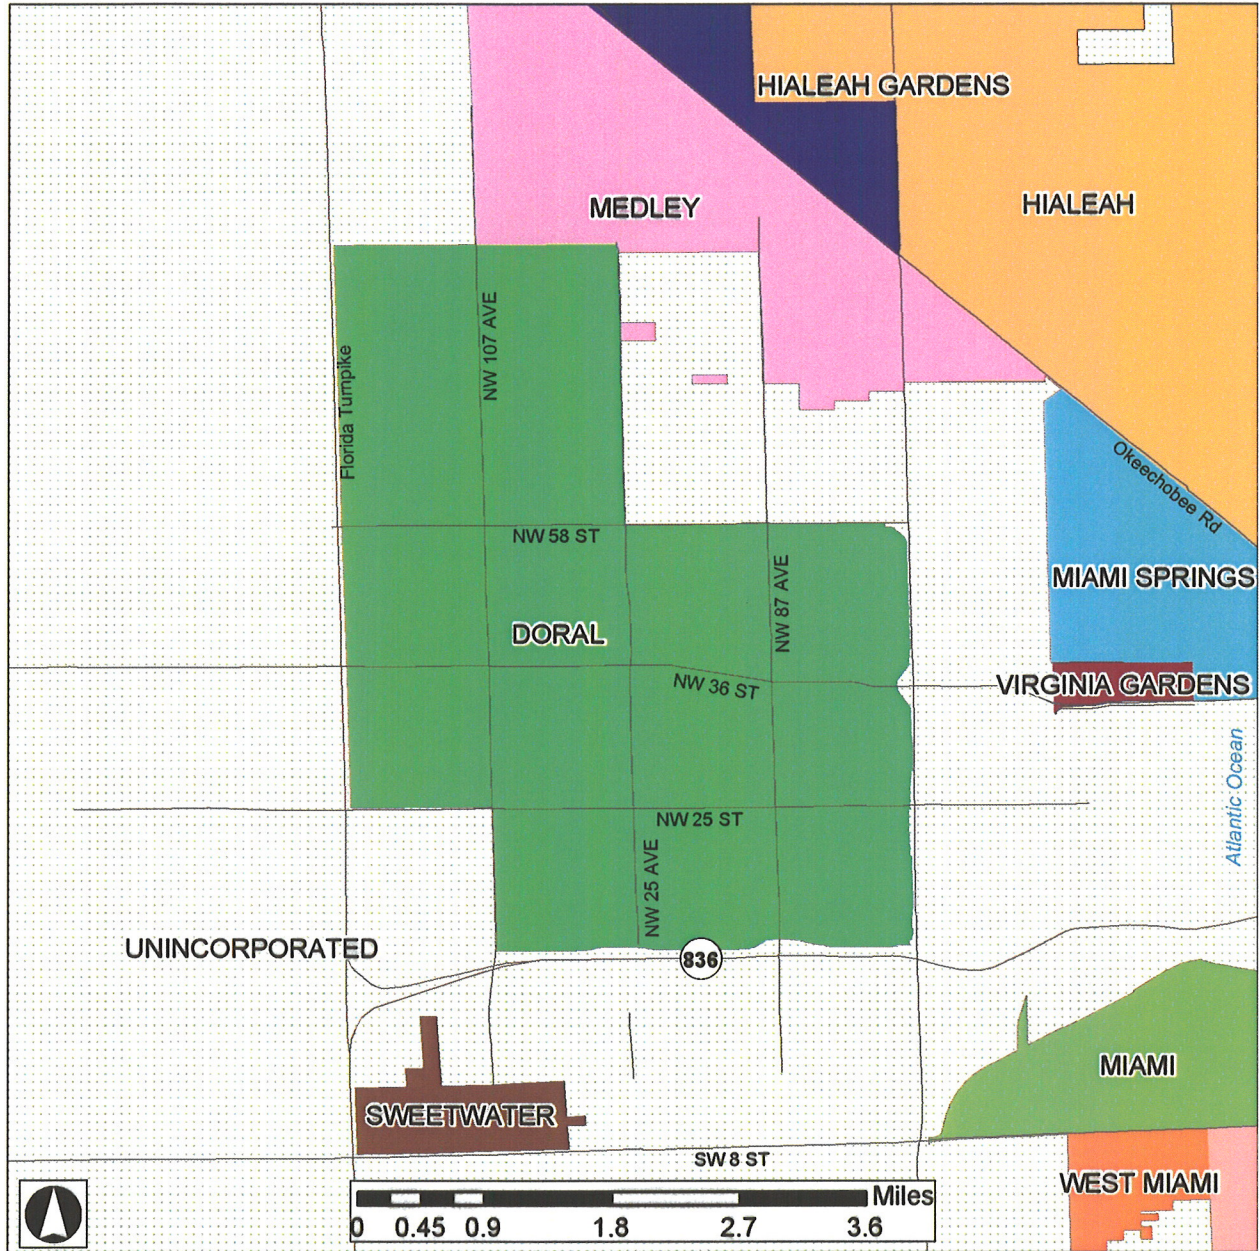 HIALEAH GARDENS
MEDLEY
HIALEAH
NW 107 AVE
Florida Turnpike
Okeechobee Rd
NW 58 ST
NW 87 AVE
MIAMI SPRINGS
DORAL
NW 36 ST
VIRGINIA GARDENS
Atlantic Ocean
NW 25 ST
NW 25 AVE
UNINCORPORATED
836
MIAMI
SWEETWATER
SW 8 ST
WEST MIAMI
Miles
0 0.45 0.9 1.8 2.7 3.6